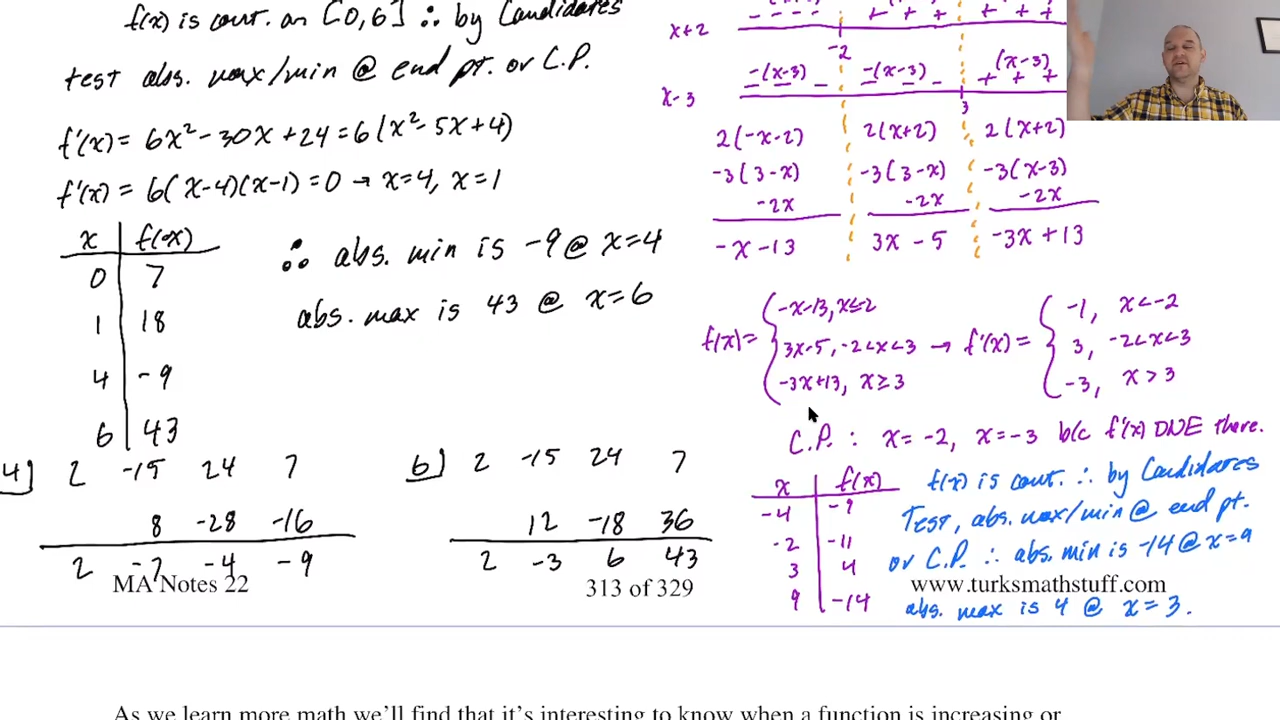 f(x) is cont. on [0,6] ∴ by Candidates
test abs. max/min @ end pt. or C.P.
f'(x) = 6x² - 30x + 24 = 6(x² - 5x + 4)
f'(x) = 6(x-4)(x-1) = 0 → x=4, x=1
x | f(x)
0 | 7
1 | 18
4 | -9
6 | 43
∴ abs. min is -9 @ x=4
abs. max is 43 @ x=6
4) 2 -15 24 7
8 -28 -16
2 -7 -4 -9
6) 2 -15 24 7
12 -18 36
2 -3 6 43
x+2 - - - - + + + + + +
-2
-(x-3) -(x-3) (x-3)
x-3 - - - - - - + + +
3
2(-x-2) 2(x+2) 2(x+2)
-3(3-x) -3(3-x) -3(x-3)
-2x -2x -2x
-x-13 3x-5 -3x+13
f(x) = { -x-13, x≤-2
3x-5, -2<x<3
-3x+13, x≥3
→ f'(x) = { -1, x<-2
3, -2<x<3
-3, x>3
C.P. : x=-2, x=-3 b/c f'(x) DNE there.
x | f(x)
-4 | -9
-2 | -11
3 | 4
9 | -14
f(x) is cont. ∴ by Candidates
Test, abs. max/min @ end pt.
or C.P. ∴ abs. min is -14 @ x=9
abs. max is 4 @ x=3.
MA Notes 22
313 of 329
www.turksmathstuff.com
As we learn more math we'll find that it's interesting to know when a function is increasing or